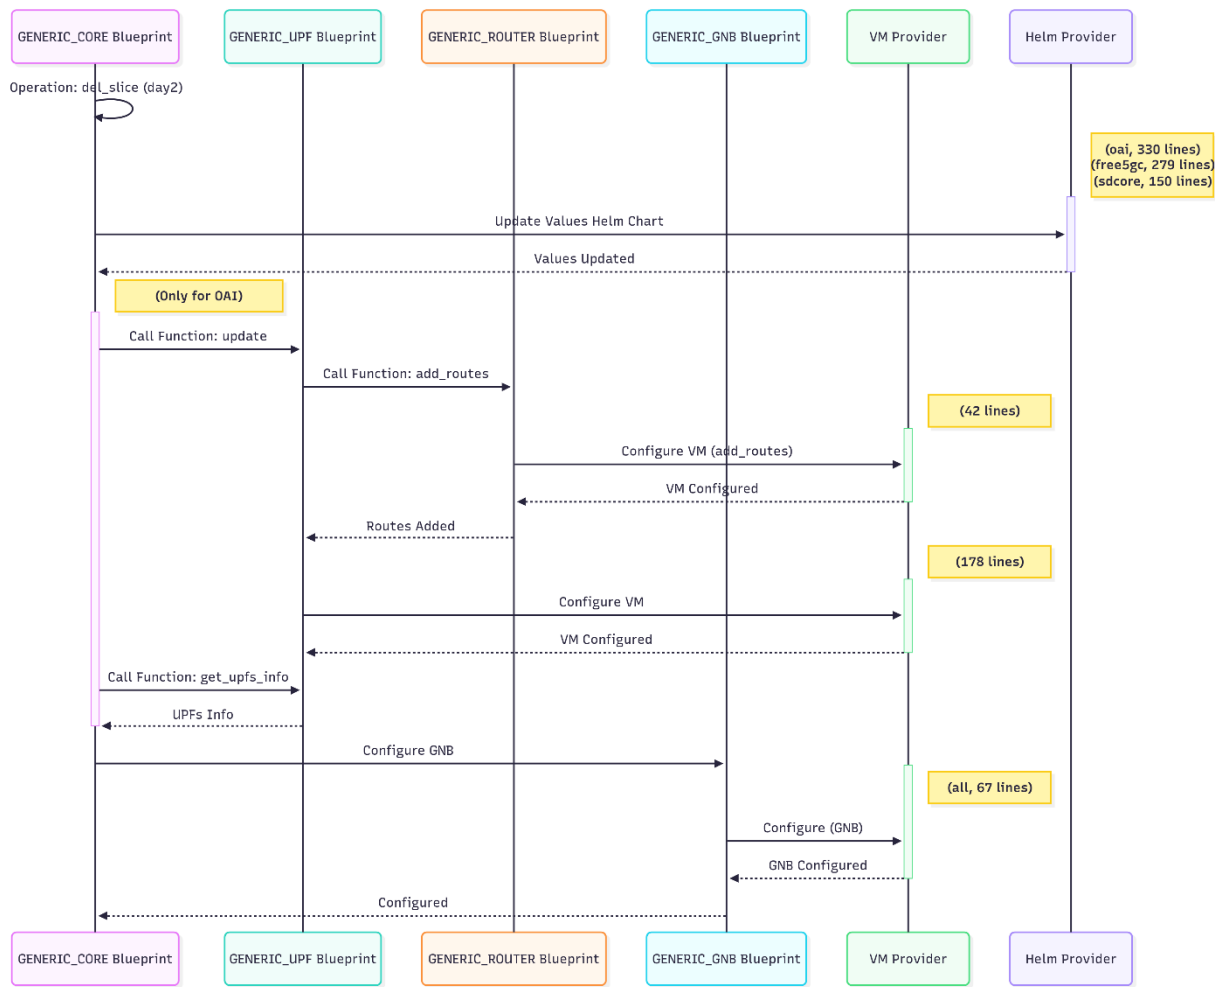 GENERIC_CORE Blueprint
GENERIC_UPF Blueprint
GENERIC_ROUTER Blueprint
GENERIC_GNB Blueprint
VM Provider
Helm Provider
Operation: del_slice (day2)
(oai, 330 lines)
(free5gc, 279 lines)
(sdcore, 150 lines)
Update Values Helm Chart
Values Updated
(Only for OAI)
Call Function: update
Call Function: add_routes
(42 lines)
Configure VM (add_routes)
VM Configured
Routes Added
(178 lines)
Configure VM
VM Configured
Call Function: get_upfs_info
UPFs Info
Configure GNB
(all, 67 lines)
Configure (GNB)
GNB Configured
Configured
GENERIC_CORE Blueprint
GENERIC_UPF Blueprint
GENERIC_ROUTER Blueprint
GENERIC_GNB Blueprint
VM Provider
Helm Provider